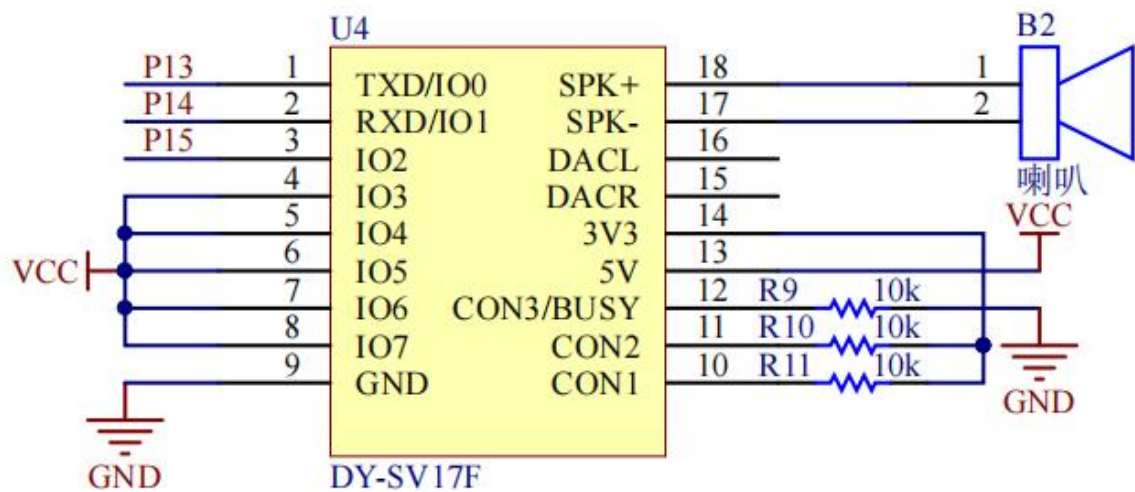 U4
B2
P13 1 TXD/IO0 SPK+ 18 1
P14 2 RXD/IO1 SPK- 17 2
P15 3 IO2 DACL 16
4 IO3 DACR 15 喇叭
5 IO4 3V3 14 VCC
VCC 6 IO5 5V 13
7 IO6 CON3/BUSY 12 R9 10k
8 IO7 CON2 11 R10 10k
9 GND CON1 10 R11 10k GND
GND
DY-SV17F